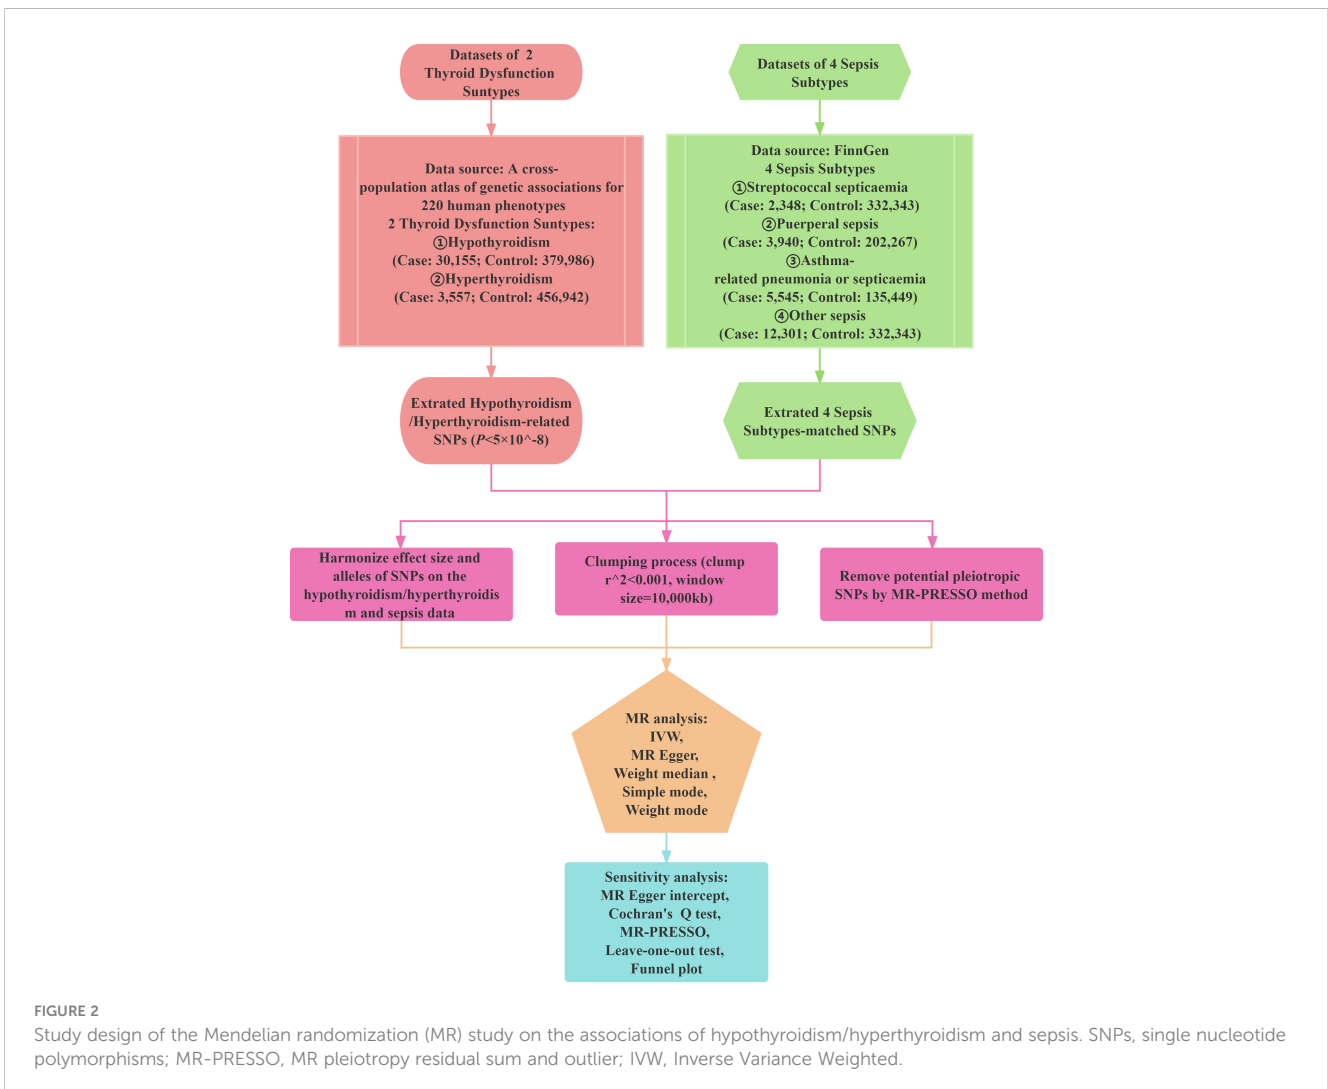 Datasets of 2
Thyroid Dysfunction
Suntypes
Datasets of 4 Sepsis
Subtypes
Data source: A cross-
population atlas of genetic associations for
220 human phenotypes
2 Thyroid Dysfunction Suntypes:
①Hypothyroidism
(Case: 30,155; Control: 379,986)
②Hyperthyroidism
(Case: 3,557; Control: 456,942)
Data source: FinnGen
4 Sepsis Subtypes
①Streptococcal septicaemia
(Case: 2,348; Control: 332,343)
②Puerperal sepsis
(Case: 3,940; Control: 202,267)
③Asthma-
related pneumonia or septicaemia
(Case: 5,545; Control: 135,449)
④Other sepsis
(Case: 12,301; Control: 332,343)
Extrated Hypothyroidism
/Hyperthyroidism-related
SNPs (P<5×10^-8)
Extrated 4 Sepsis
Subtypes-matched SNPs
Harmonize effect size and
alleles of SNPs on the
hypothyroidism/hyperthyroidis
m and sepsis data
Clumping process (clump
r^2<0.001, window
size=10,000kb)
Remove potential pleiotropic
SNPs by MR-PRESSO method
MR analysis:
IVW,
MR Egger,
Weight median ,
Simple mode,
Weight mode
Sensitivity analysis:
MR Egger intercept,
Cochran's Q test,
MR-PRESSO,
Leave-one-out test,
Funnel plot
FIGURE 2
Study design of the Mendelian randomization (MR) study on the associations of hypothyroidism/hyperthyroidism and sepsis. SNPs, single nucleotide
polymorphisms; MR-PRESSO, MR pleiotropy residual sum and outlier; IVW, Inverse Variance Weighted.